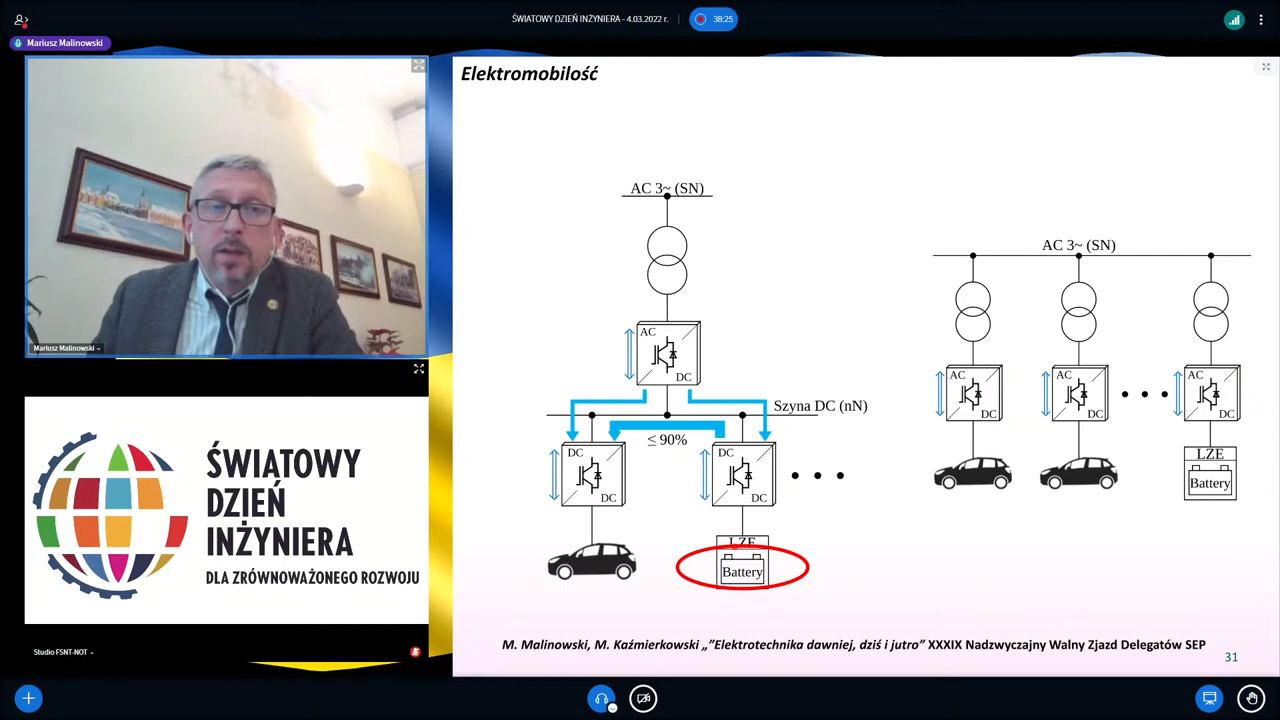 ŚWIATOWY DZIEŃ INŻYNIERA - 4.03.2022 r.
38:25
Mariusz Malinowski
Mariusz Malinowski
ŚWIATOWY
DZIEŃ
INŻYNIERA
DLA ZRÓWNOWAŻONEGO ROZWOJU
Studio FSNT-NOT
Elektromobilość
AC 3~ (SN)
AC
DC
Szyna DC (nN)
≤ 90%
DC
DC
DC
DC
LZE
Battery
AC 3~ (SN)
AC
DC
AC
DC
AC
DC
LZE
Battery
M. Malinowski, M. Kaźmierkowski „”Elektrotechnika dawniej, dziś i jutro” XXXIX Nadzwyczajny Walny Zjazd Delegatów SEP
31